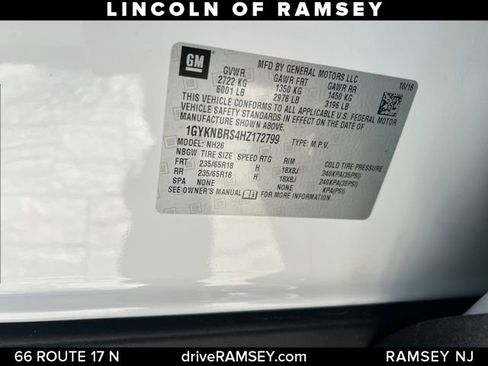 LINCOLN OF RAMSEY
GM
MFD BY GENERAL MOTORS LLC
10/16
GVWR GAWR FRT GAWR RR
2722 KG 1350 KG 1450 KG
6001 LB 2976 LB 3196 LB
THIS VEHICLE CONFORMS TO ALL APPLICABLE U.S. FEDERAL MOTOR
VEHICLE SAFETY STANDARDS IN EFFECT ON THE DATE OF
MANUFACTURE SHOWN ABOVE.
1GYKNBRS4HZ172799 TYPE: M.P.V.
MODEL: NH26
NBGW TIRE SIZE SPEED RTG RIM COLD TIRE PRESSURE
FRT 235/65R18 H 18X8J 240KPA(35PSI)
RR 235/65R18 H 18X8J 240KPA(35PSI)
SPA NONE NONE KPA(PSI)
SEE OWNER'S MANUAL FOR MORE INFORMATION.
66 ROUTE 17 N driveRAMSEY.com RAMSEY NJ